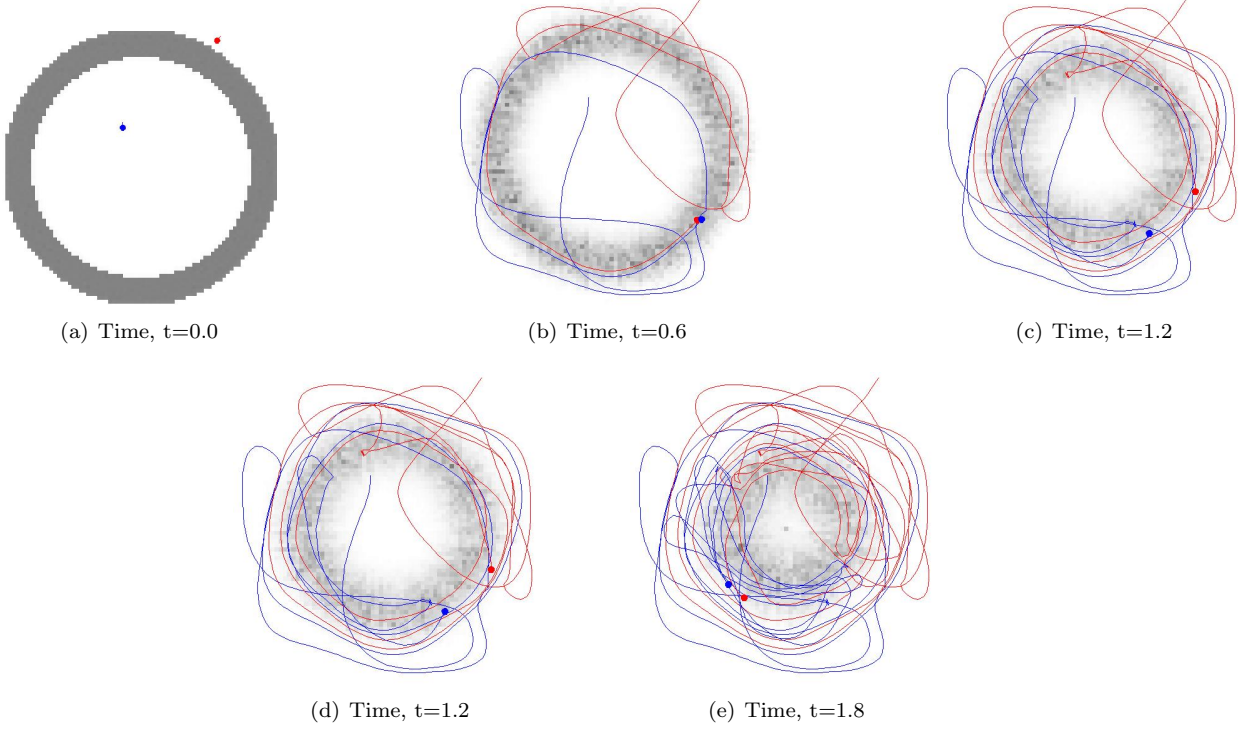 (a) Time, t=0.0
(b) Time, t=0.6
(c) Time, t=1.2
(d) Time, t=1.2
(e) Time, t=1.8